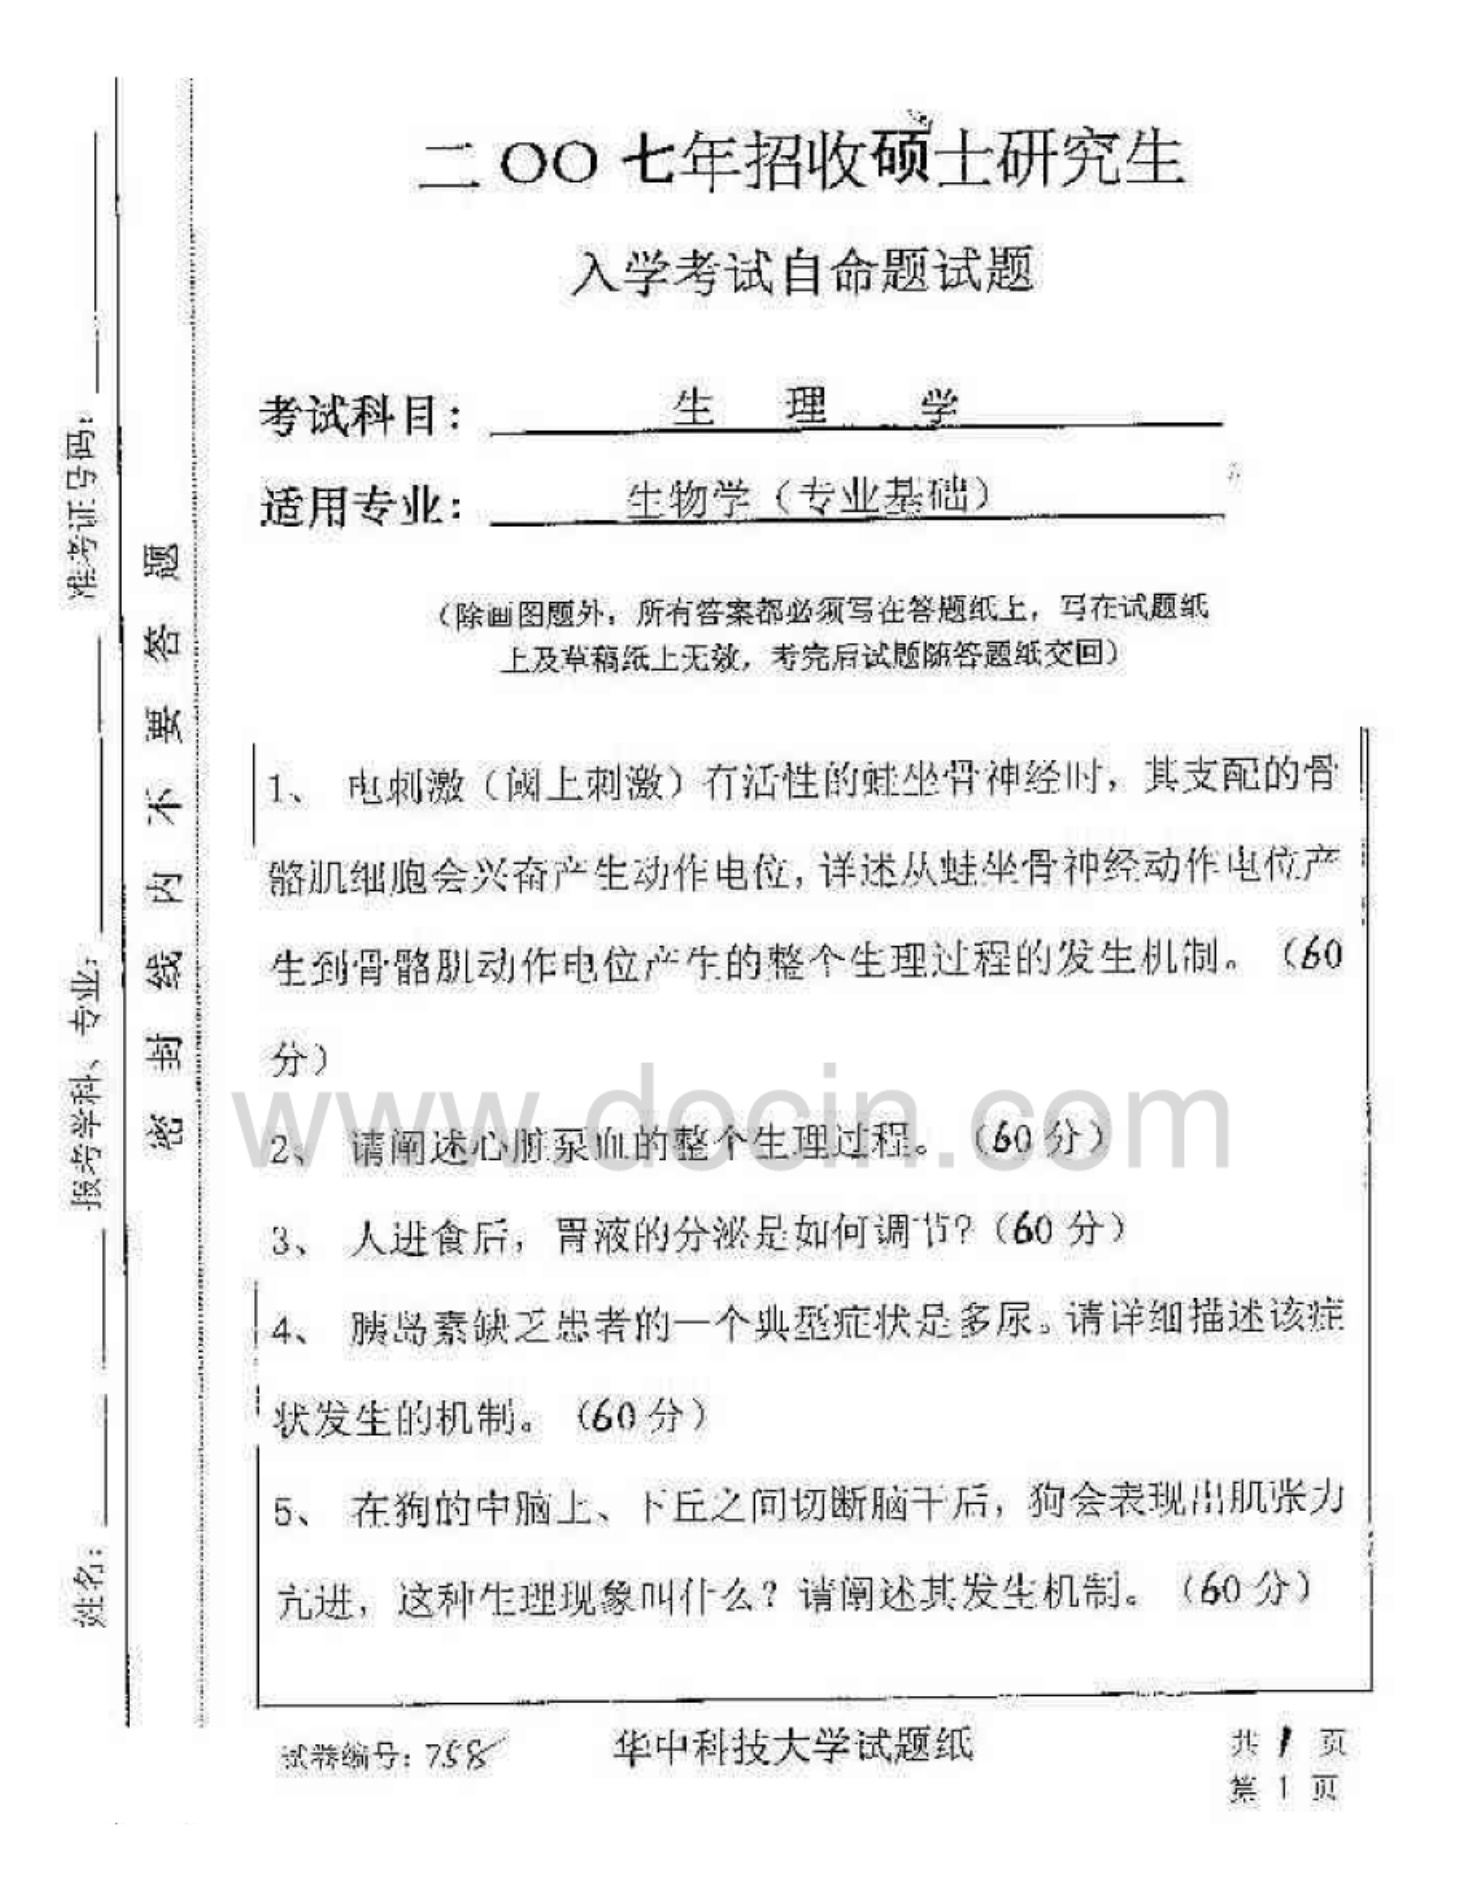 二〇〇七年招收硕士研究生
入学考试自命题试题
考试科目： 生 理 学
适用专业： 生物学（专业基础）
（除画图题外，所有答案都必须写在答题纸上，写在试题纸
上及草稿纸上无效，考完后试题随答题纸交回）
1、 电刺激（阈上刺激）在活性的蛙坐骨神经时，其支配的骨
骼肌细胞会兴奋产生动作电位，详述从蛙坐骨神经动作电位产
生到骨骼肌动作电位产生的整个生理过程的发生机制。（60
分）
2、 请阐述心脏泵血的整个生理过程。（60 分）
3、 人进食后，胃液的分泌是如何调节？（60 分）
4、 胰岛素缺乏患者的一个典型症状是多尿。请详细描述该症
状发生的机制。（60 分）
5、 在狗的中脑上、下丘之间切断脑干后，狗会表现出肌张力
亢进，这种生理现象叫什么？请阐述其发生机制。（60 分）
试卷编号：758
华中科技大学试题纸
共 1 页
第 1 页
准考证号码：
报考学科、专业：
姓名：
密封线内不要答题
www.docin.com